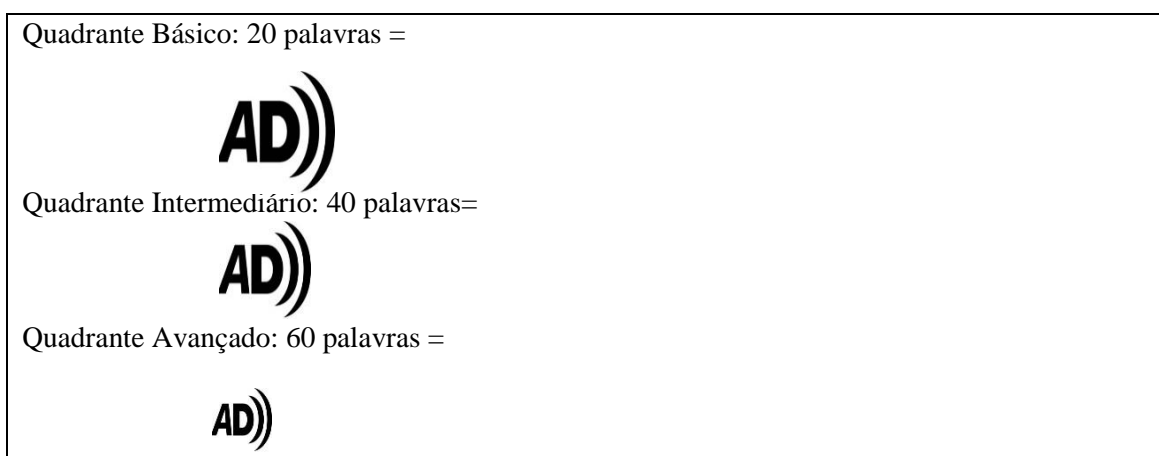 Quadrante Básico: 20 palavras =
AD
Quadrante Intermediário: 40 palavras=
AD
Quadrante Avançado: 60 palavras =
AD